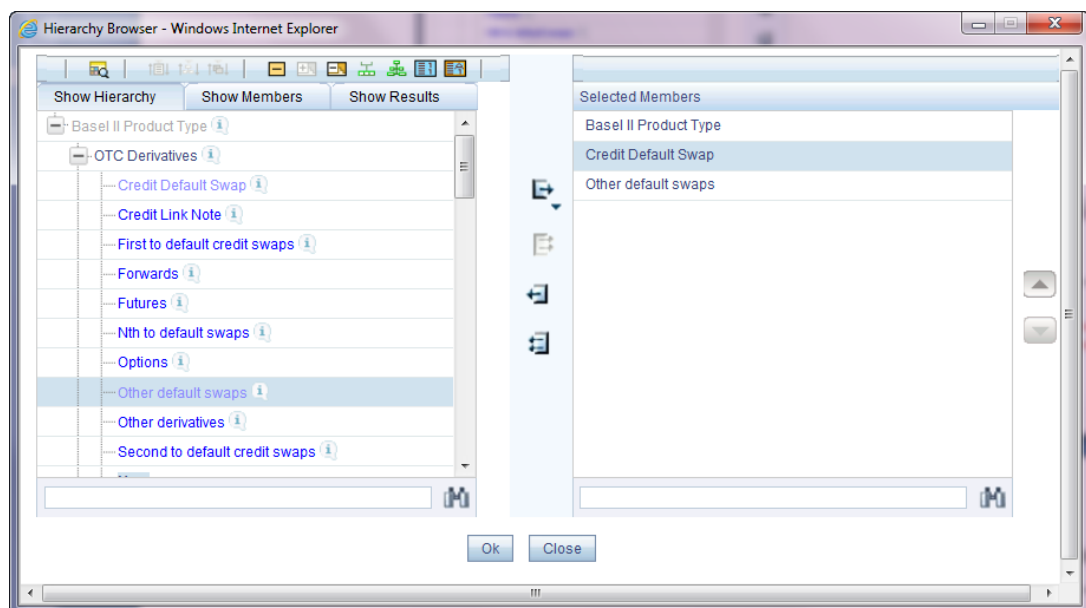 Hierarchy Browser - Windows Internet Explorer
Show Hierarchy
Show Members
Show Results
Basel II Product Type
OTC Derivatives
Credit Default Swap
Credit Link Note
First to default credit swaps
Forwards
Futures
Nth to default swaps
Options
Other default swaps
Other derivatives
Second to default credit swaps
Selected Members
Basel II Product Type
Credit Default Swap
Other default swaps
Ok
Close